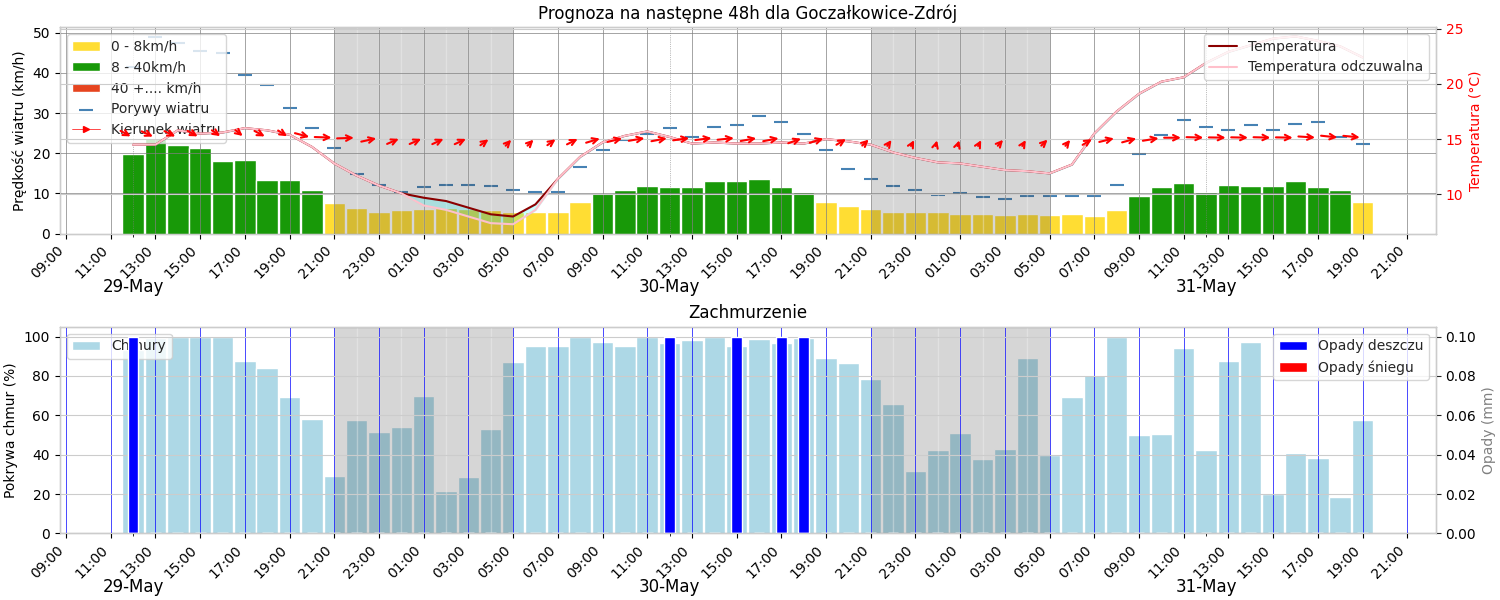 Prognoza na następne 48h dla Goczałkowice-Zdrój
Prędkość wiatru (km/h)
50
40
30
20
10
0
0 - 8km/h
8 - 40km/h
40 +.... km/h
Porywy wiatru
Kierunek wiatru
Temperatura
Temperatura odczuwalna
25
20
15
10
Temperatura (°C)
09:00 11:00 13:00 15:00 17:00 19:00 21:00 23:00 01:00 03:00 05:00 07:00 09:00 11:00 13:00 15:00 17:00 19:00 21:00 23:00 01:00 03:00 05:00 07:00 09:00 11:00 13:00 15:00 17:00 19:00 21:00
29-May 30-May 31-May
Zachmurzenie
Pokrywa chmur (%)
100
80
60
40
20
0
Chmury
Opady deszczu
Opady śniegu
0.10
0.08
0.06
0.04
0.02
0.00
Opady (mm)
09:00 11:00 13:00 15:00 17:00 19:00 21:00 23:00 01:00 03:00 05:00 07:00 09:00 11:00 13:00 15:00 17:00 19:00 21:00 23:00 01:00 03:00 05:00 07:00 09:00 11:00 13:00 15:00 17:00 19:00 21:00
29-May 30-May 31-May